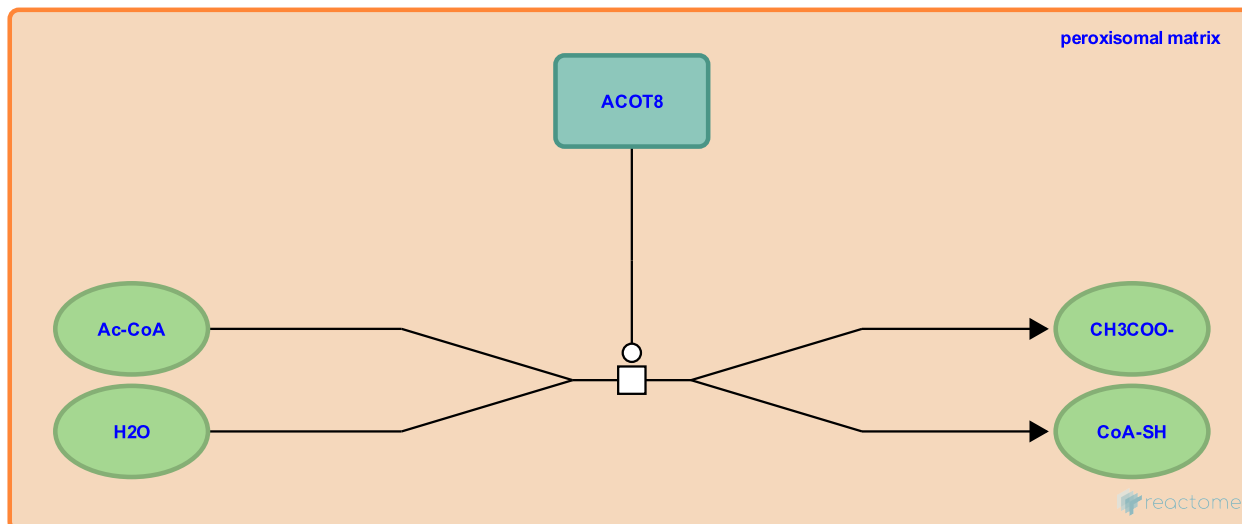 peroxisomal matrix
ACOT8
Ac-CoA
CH3COO-
H2O
CoA-SH
reactome